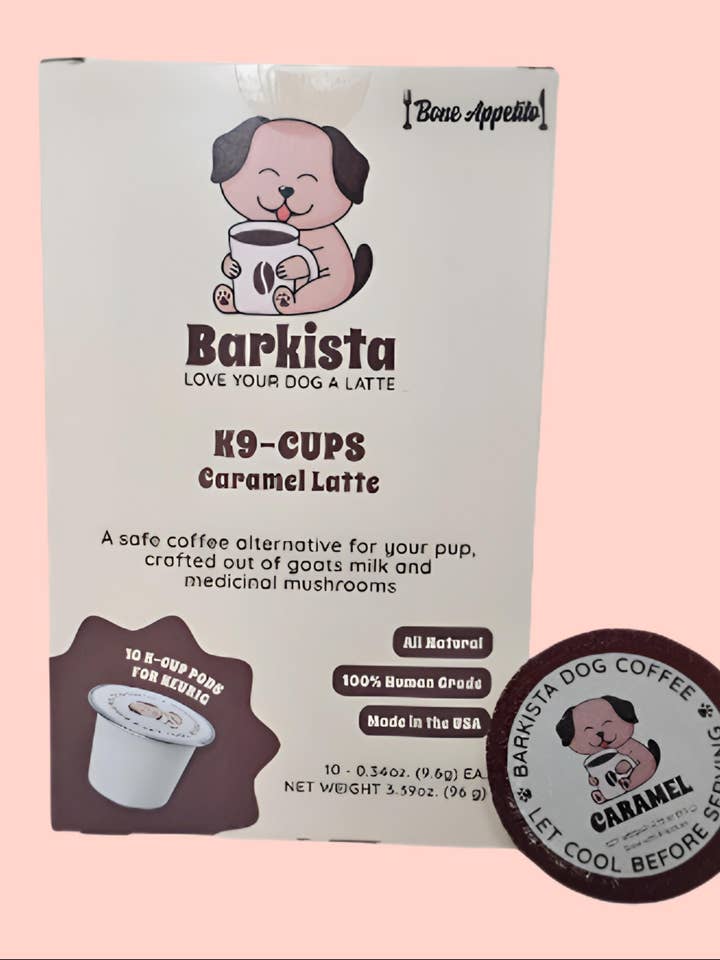 Bone Appetito
Barkista
LOVE YOUR DOG A LATTE
K9-CUPS
Caramel Latte
A safe coffee alternative for your pup,
crafted out of goats milk and
medicinal mushrooms
10 K-CUP PODS
FOR KEURIG
All Natural
100% Human Grade
Made in the USA
10 - 0.34oz. (9.6g) EA.
NET WEIGHT 3.39oz. (96 g)
BARKISTA DOG COFFEE
CARAMEL
LET COOL BEFORE SERVING